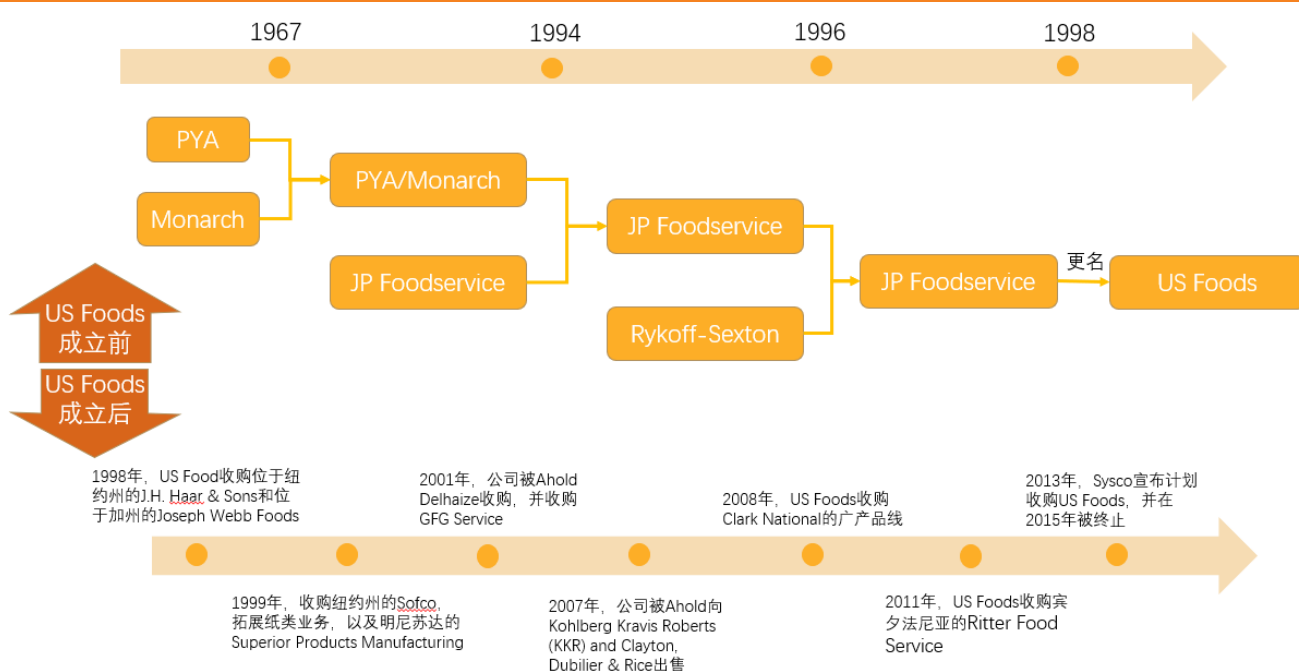 1967
1994
1996
1998
PYA
Monarch
PYA/Monarch
JP Foodservice
JP Foodservice
Rykoff-Sexton
JP Foodservice
更名
US Foods
US Foods
成立前
US Foods
成立后
1998年，US Food收购位于纽
约州的J.H. Haar & Sons和位
于加州的Joseph Webb Foods
2001年，公司被Ahold
Delhaize收购，并收购
GFG Service
2008年，US Foods收购
Clark National的广产品线
2013年，Sysco宣布计划
收购US Foods，并在
2015年被终止
1999年，收购纽约州的Sofco，
拓展纸类业务，以及明尼苏达的
Superior Products Manufacturing
2007年，公司被Ahold向
Kohlberg Kravis Roberts
(KKR) and Clayton,
Dubilier & Rice出售
2011年，US Foods收购宾
夕法尼亚的Ritter Food
Service